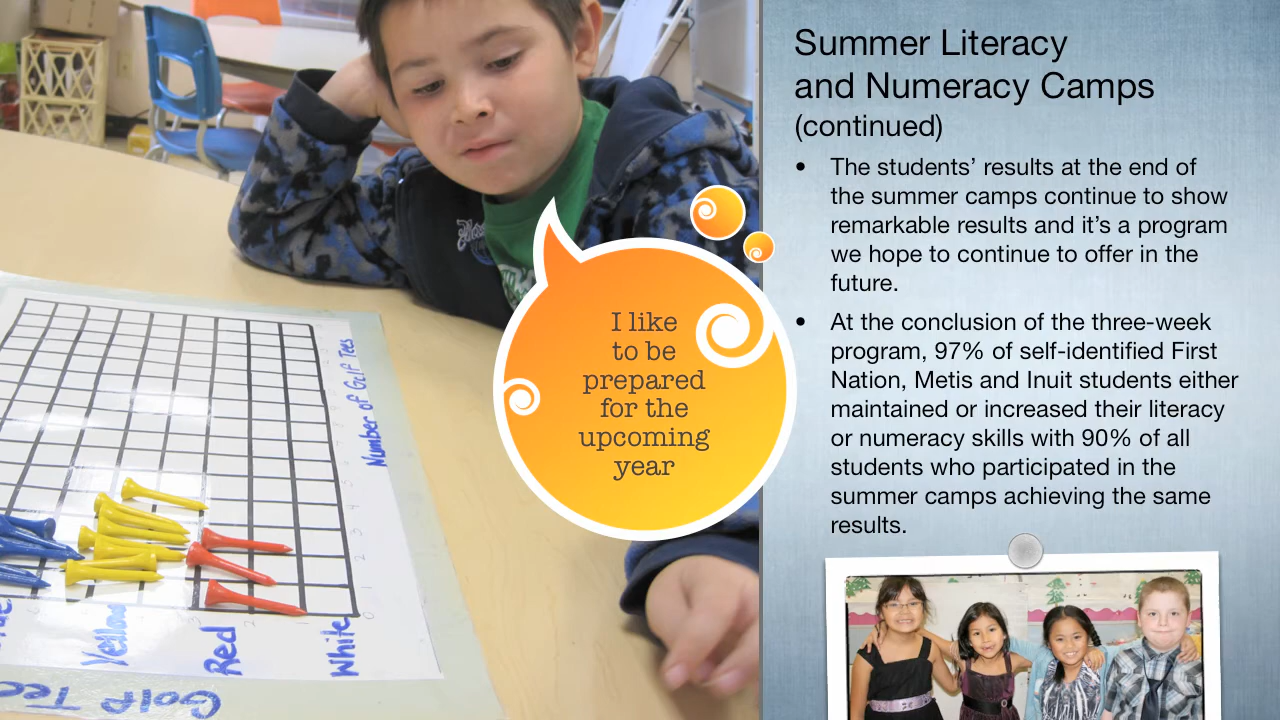 Summer Literacy
and Numeracy Camps
(continued)
• The students’ results at the end of
the summer camps continue to show
remarkable results and it’s a program
we hope to continue to offer in the
future.
• At the conclusion of the three-week
program, 97% of self-identified First
Nation, Metis and Inuit students either
maintained or increased their literacy
or numeracy skills with 90% of all
students who participated in the
summer camps achieving the same
results.
I like
to be
prepared
for the
upcoming
year
Number of Golf Tees
Yellow
Red
White